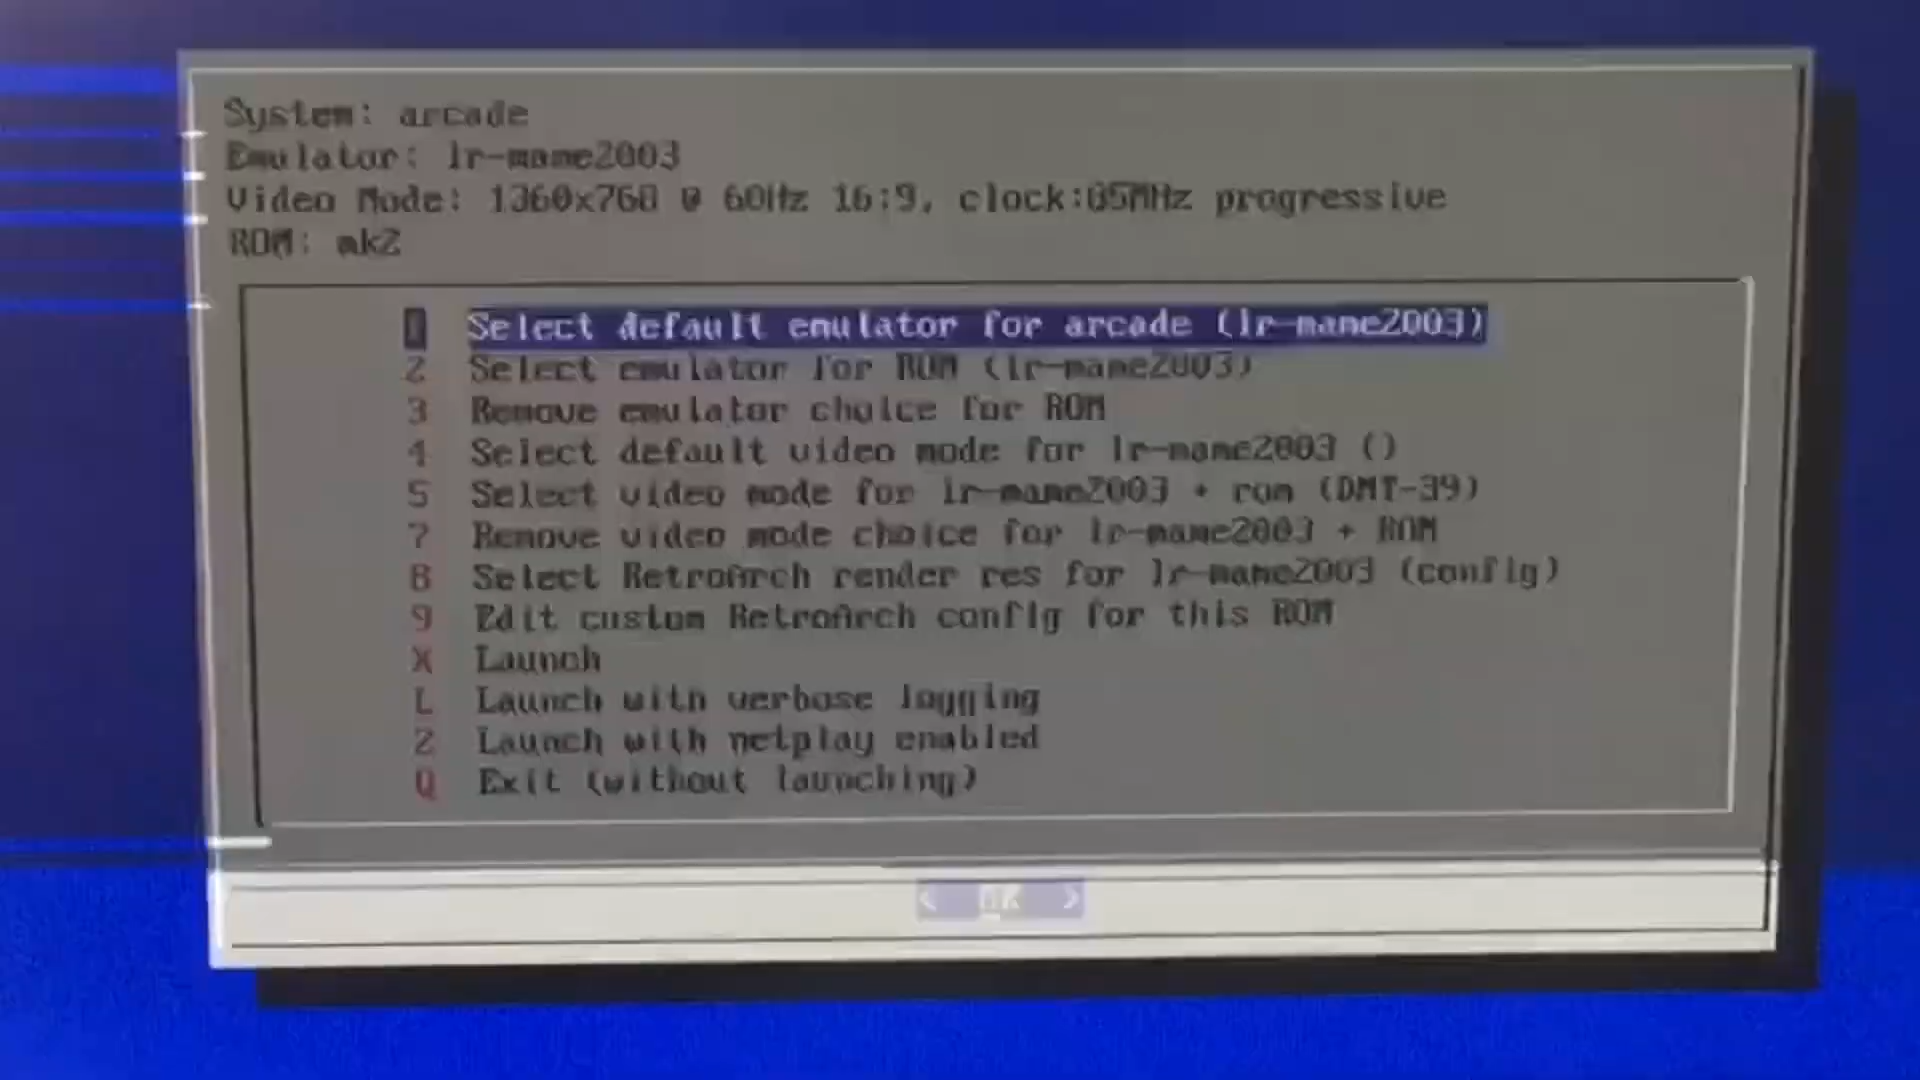 System: arcade
Emulator: lr-mame2003
Video Mode: 1360x768 @ 60Hz 16:9, clock:85MHz progressive
ROM: mk2
1 Select default emulator for arcade (lr-mame2003)
2 Select emulator for ROM (lr-mame2003)
3 Remove emulator choice for ROM
4 Select default video mode for lr-mame2003 ()
5 Select video mode for lr-mame2003 + rom (DMT-39)
7 Remove video mode choice for lr-mame2003 + ROM
8 Select RetroArch render res for lr-mame2003 (config)
9 Edit custom RetroArch config for this ROM
X Launch
L Launch with verbose logging
Z Launch with netplay enabled
Q Exit (without launching)
< OK >